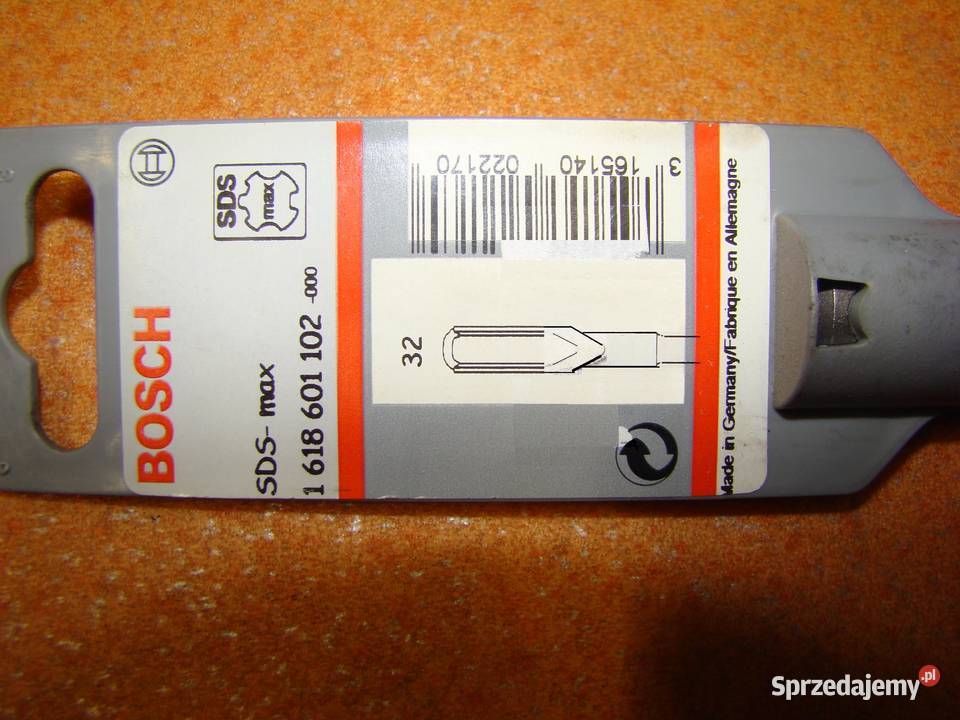 BOSCH
SDS
max
SDS- max
1 618 601 102 -000
3 165140 022170
32
Made in Germany/Fabrique en Allemagne
Sprzedajemy.pl